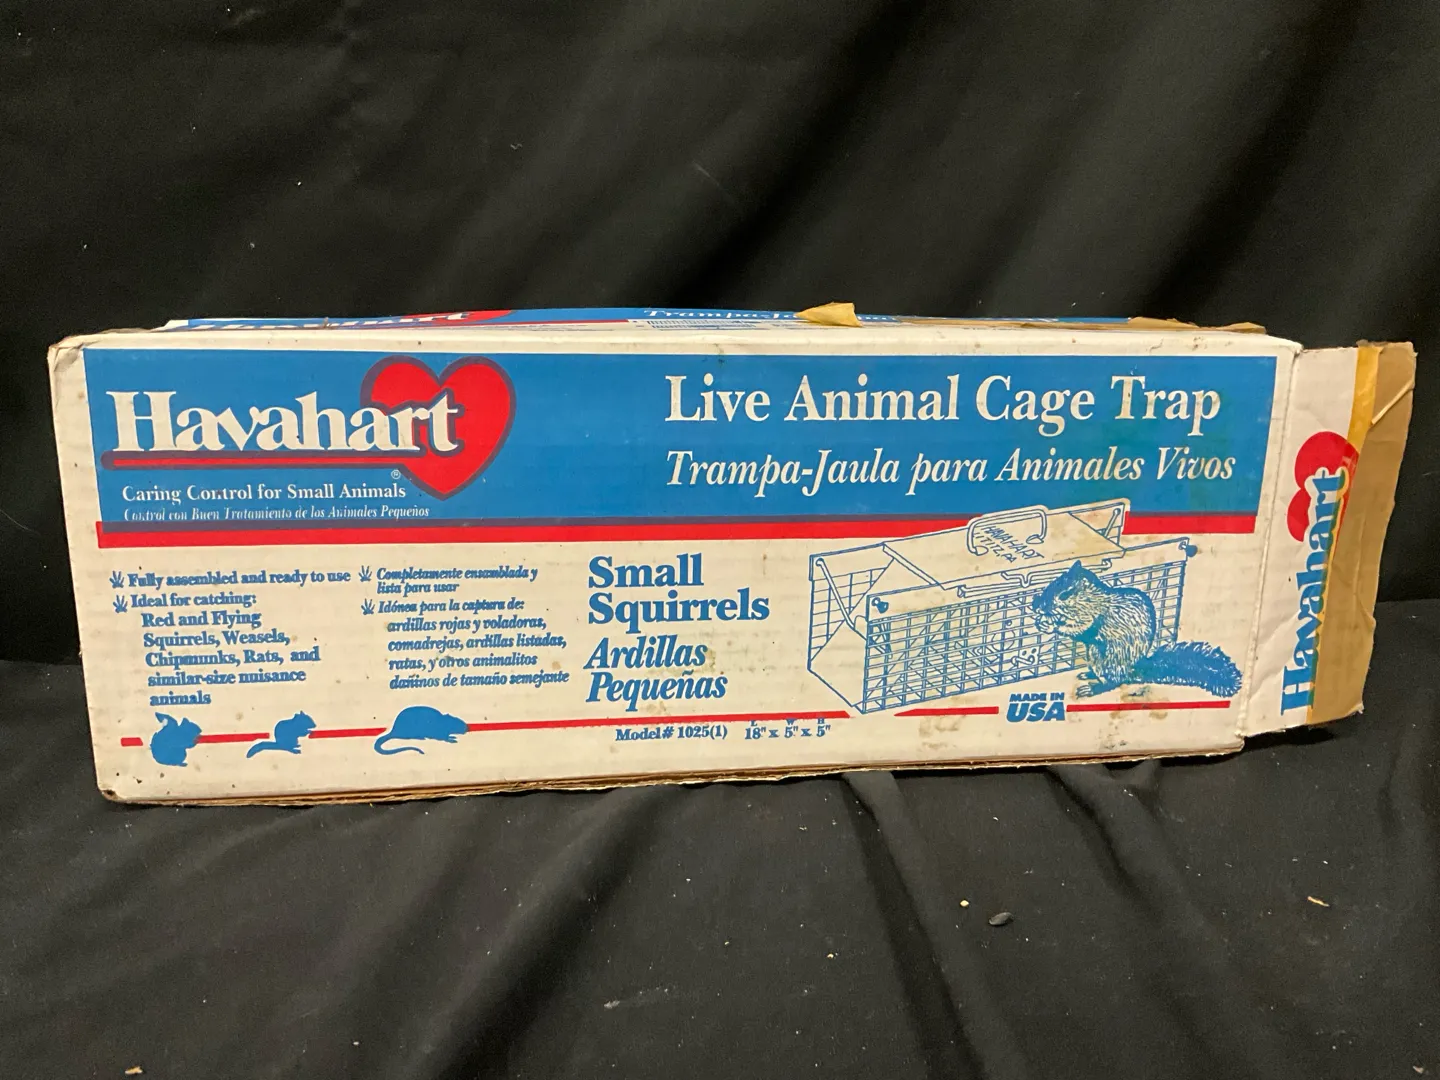 Trampa-Ja
Havahart
®
Caring Control for Small Animals
Control con Buen Tratamiento de los Animales Pequeños
Live Animal Cage Trap
Trampa-Jaula para Animales Vivos
Fully assembled and ready to use
Ideal for catching:
Red and Flying
Squirrels, Weasels,
Chipmunks, Rats, and
similar-size nuisance
animals
Completamente ensamblada y
lista para usar
Idónea para la captura de:
ardillas rojas y voladoras,
comadrejas, ardillas listadas,
ratas, y otros animalitos
dañinos de tamaño semejante
Small
Squirrels
Ardillas
Pequeñas
HAVAHART
MADE IN
USA
Model# 1025(1)
L W H
18" x 5" x 5"
Havahart